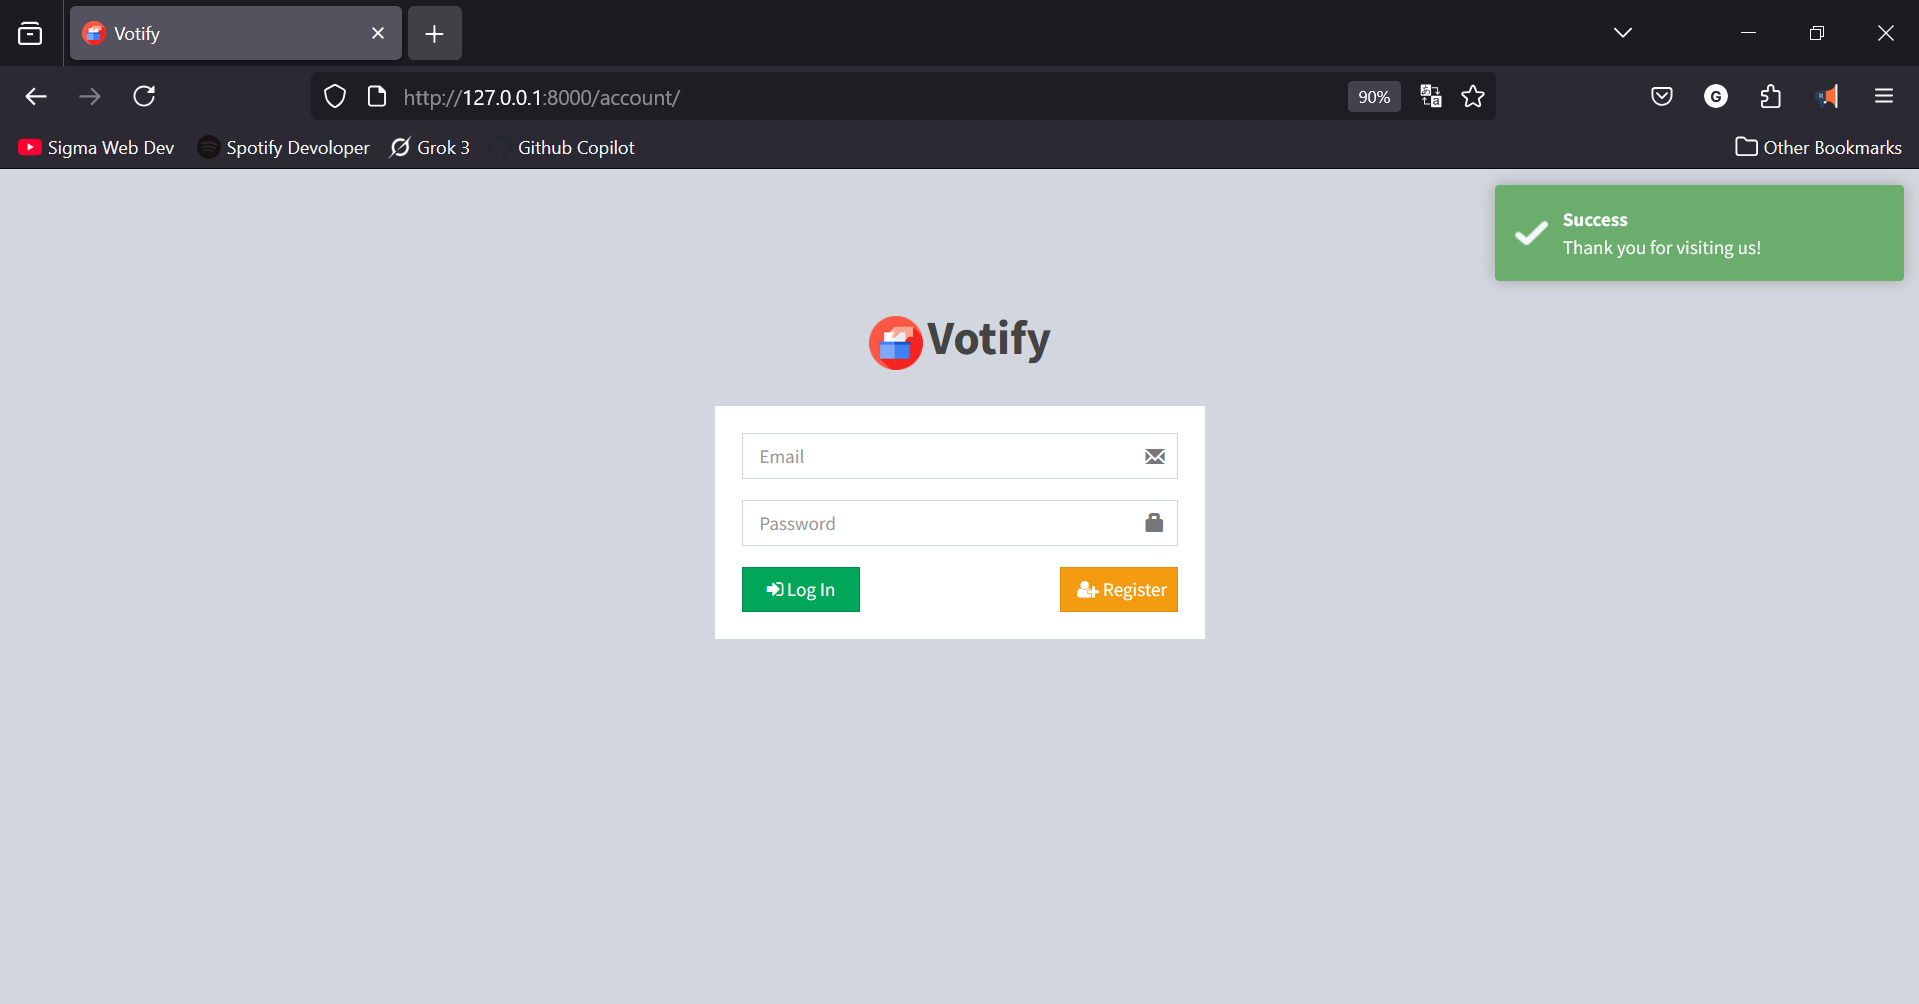 Votify
http://127.0.0.1:8000/account/
90%
Sigma Web Dev
Spotify Devoloper
Grok 3
Github Copilot
Other Bookmarks
Success
Thank you for visiting us!
Votify
Email
Password
Log In
Register